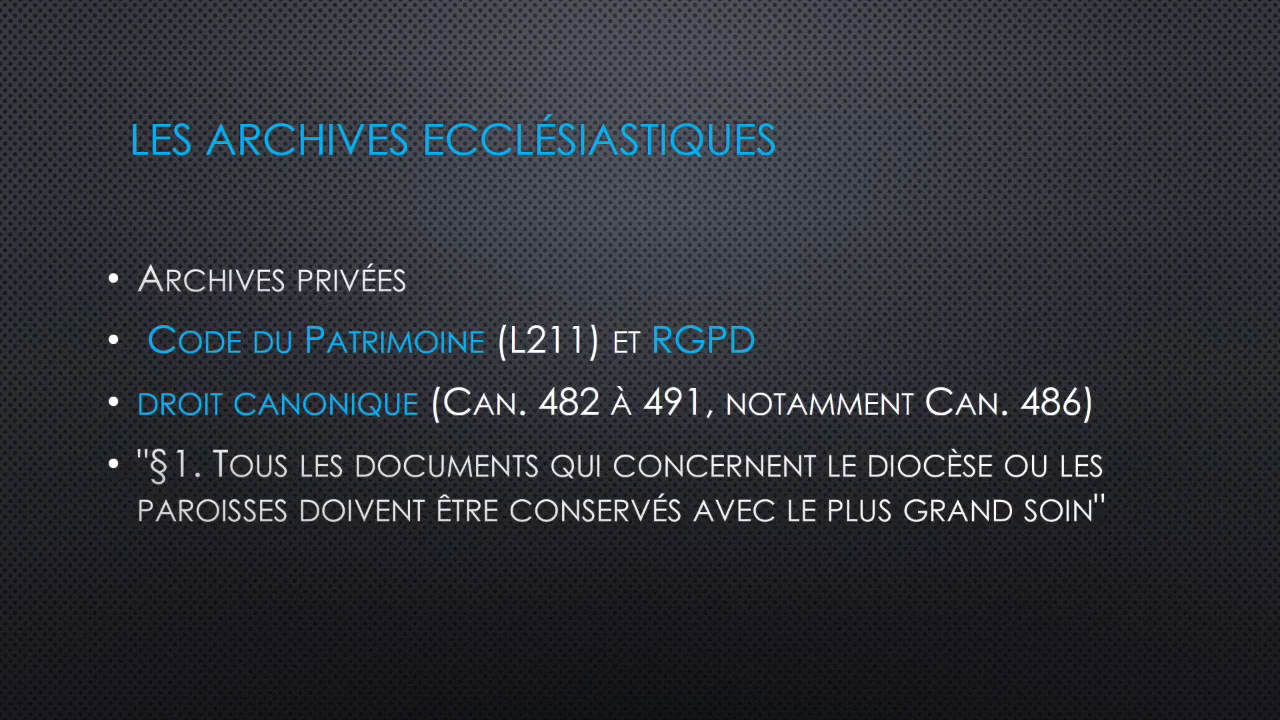 LES ARCHIVES ECCLÉSIASTIQUES
• Archives privées
• Code du Patrimoine (L211) et RGPD
• droit canonique (Can. 482 à 491, notamment Can. 486)
• "§1. Tous les documents qui concernent le diocèse ou les
paroisses doivent être conservés avec le plus grand soin"